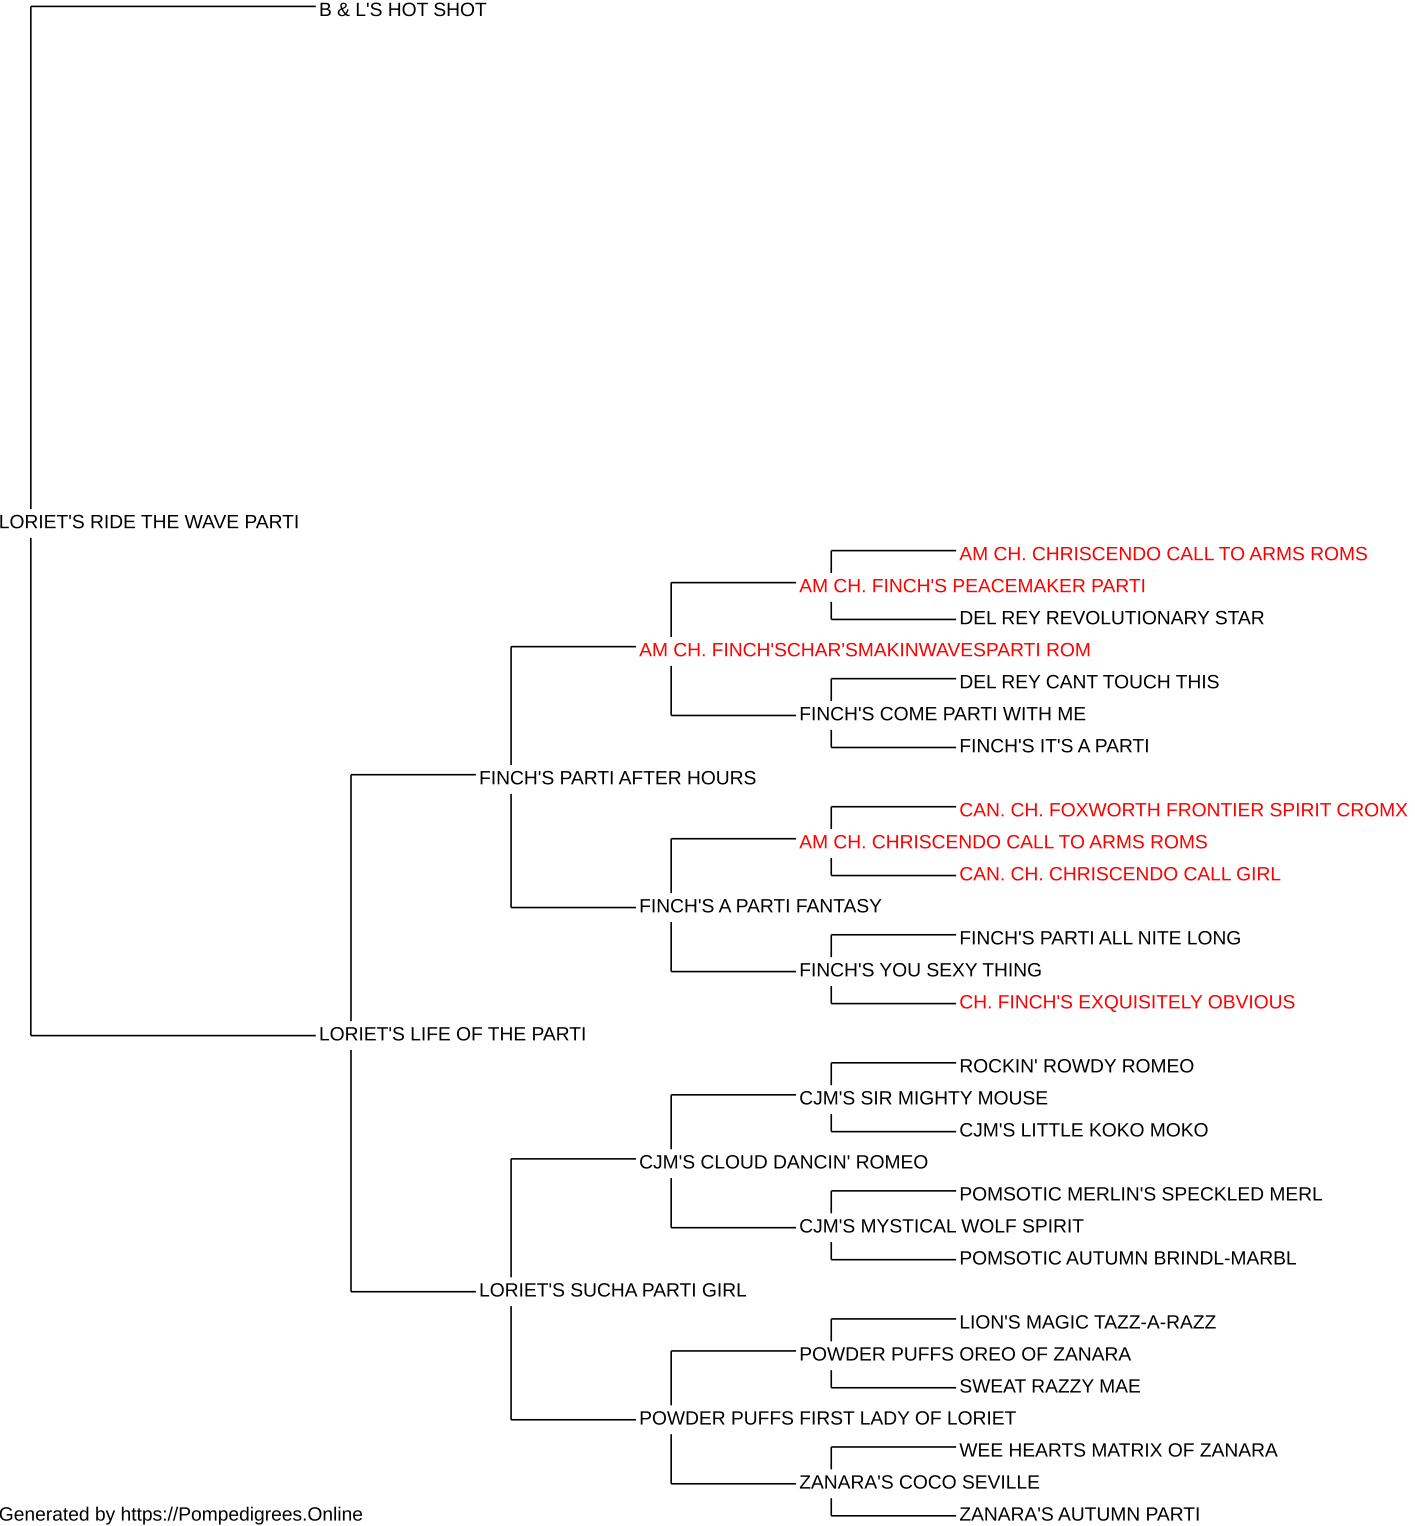 B & L'S HOT SHOT
LORIET'S RIDE THE WAVE PARTI
AM CH. CHRISCENDO CALL TO ARMS ROMS
AM CH. FINCH'S PEACEMAKER PARTI
DEL REY REVOLUTIONARY STAR
AM CH. FINCH'SCHAR'SMAKINWAVESPARTI ROM
DEL REY CANT TOUCH THIS
FINCH'S COME PARTI WITH ME
FINCH'S IT'S A PARTI
FINCH'S PARTI AFTER HOURS
CAN. CH. FOXWORTH FRONTIER SPIRIT CROMX
AM CH. CHRISCENDO CALL TO ARMS ROMS
CAN. CH. CHRISCENDO CALL GIRL
FINCH'S A PARTI FANTASY
FINCH'S PARTI ALL NITE LONG
FINCH'S YOU SEXY THING
CH. FINCH'S EXQUISITELY OBVIOUS
LORIET'S LIFE OF THE PARTI
ROCKIN' ROWDY ROMEO
CJM'S SIR MIGHTY MOUSE
CJM'S LITTLE KOKO MOKO
CJM'S CLOUD DANCIN' ROMEO
POMSOTIC MERLIN'S SPECKLED MERL
CJM'S MYSTICAL WOLF SPIRIT
POMSOTIC AUTUMN BRINDL-MARBL
LORIET'S SUCHA PARTI GIRL
LION'S MAGIC TAZZ-A-RAZZ
POWDER PUFFS OREO OF ZANARA
SWEAT RAZZY MAE
POWDER PUFFS FIRST LADY OF LORIET
WEE HEARTS MATRIX OF ZANARA
ZANARA'S COCO SEVILLE
ZANARA'S AUTUMN PARTI
Generated by https://Pompedigrees.Online